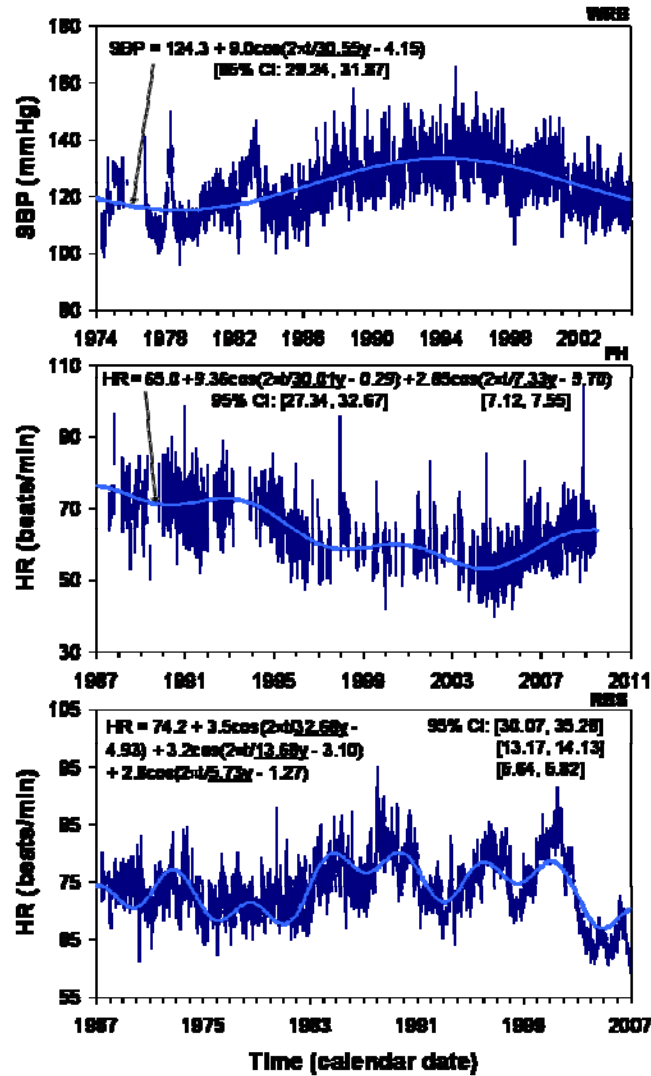 WRB
180
SBP = 124.3 + 9.0cos(2πt/30.55y - 4.15)
[95% CI: 29.24, 31.87]
160
140
120
100
80
SBP (mmHg)
1974 1978 1982 1986 1990 1994 1998 2002
FH
110
HR = 65.0 + 9.36cos(2πt/30.01y - 0.29) + 2.85cos(2πt/7.33y - 3.70)
95% CI: [27.34, 32.67] [7.12, 7.55]
90
70
50
30
HR (beats/min)
1987 1991 1995 1999 2003 2007 2011
RBS
105
HR = 74.2 + 3.5cos(2πt/32.68y - 95% CI: [30.07, 35.28]
4.93) + 3.2cos(2πt/13.68y - 3.10) [13.17, 14.13]
+ 2.8cos(2πt/5.73y - 1.27) [5.64, 5.82]
95
85
75
65
55
HR (beats/min)
1967 1975 1983 1991 1999 2007
Time (calendar date)